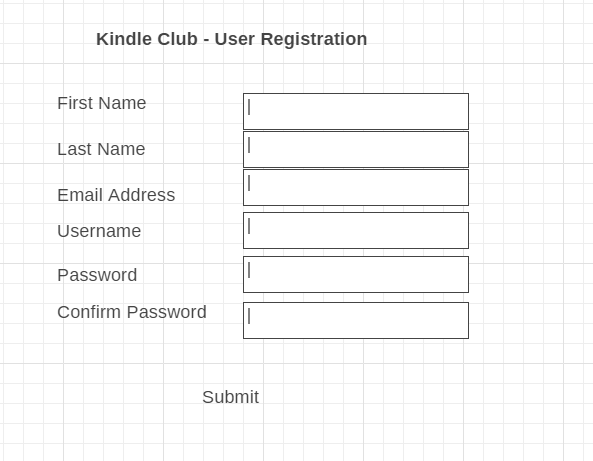 Kindle Club - User Registration
First Name
Last Name
Email Address
Username
Password
Confirm Password
Submit